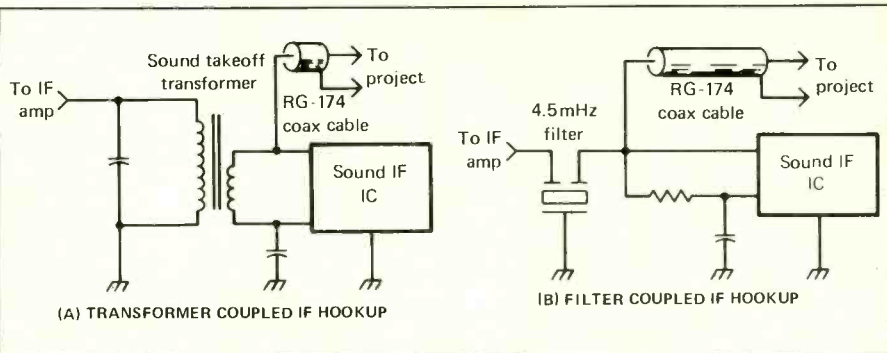 Sound takeoff
transformer
To IF
amp
To
project
RG-174
coax cable
Sound IF
IC
(A) TRANSFORMER COUPLED IF HOOKUP
4.5mHz
filter
To IF
amp
To
project
RG-174
coax cable
Sound IF
IC
(B) FILTER COUPLED IF HOOKUP